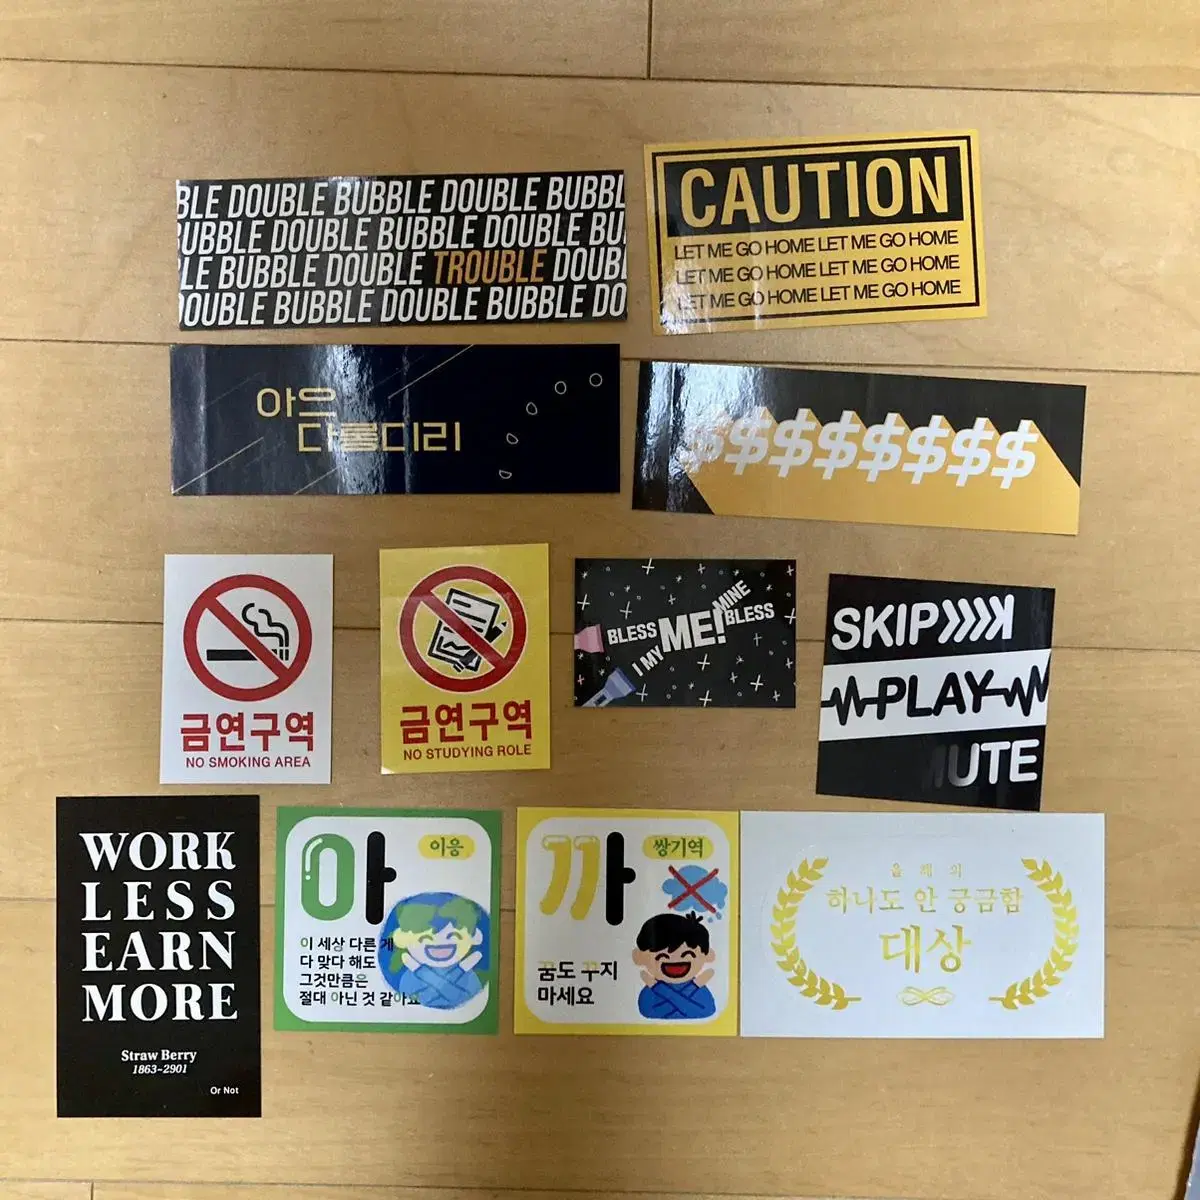 BLE DOUBLE BUBBLE DOUBLE BUBBL
UBBLE DOUBLE BUBBLE DOUBLE BU
LE BUBBLE DOUBLE TROUBLE DOUBL
DOUBLE BUBBLE DOUBLE BUBBLE DO
CAUTION
LET ME GO HOME LET ME GO HOME
LET ME GO HOME LET ME GO HOME
LET ME GO HOME LET ME GO HOME
아으
다롱디리
$$$$$$$$
금연구역
NO SMOKING AREA
금연구역
NO STUDYING ROLE
BLESS ME! MINE
I MY BLESS
SKIP
PLAY
MUTE
WORK
LESS
EARN
MORE
Straw Berry
1863~2901
Or Not
아
이응
이 세상 다른 게
다 맞다 해도
그것만큼은
절대 아닌 것 같아요
까
쌍기역
꿈도 꾸지
마세요
올해의
하나도 안 궁금함
대상